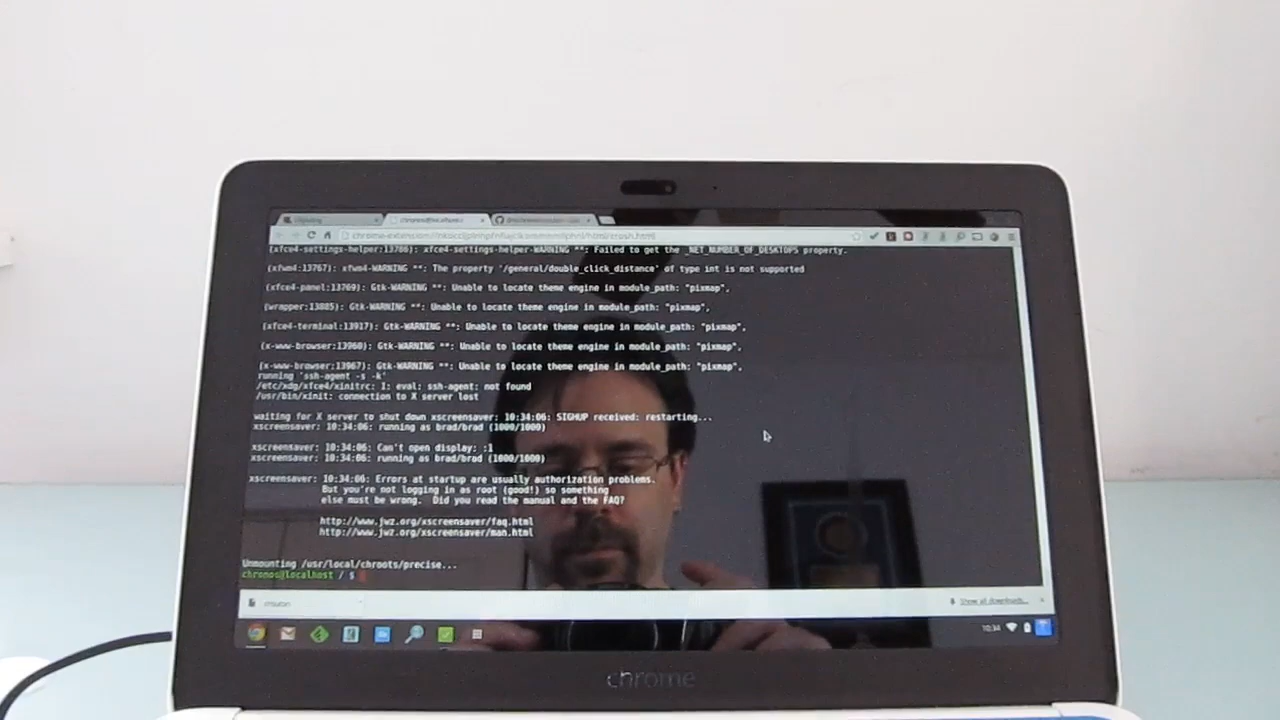 chronos@localhost
(xfce4-settings-helper:13786): xfce4-settings-helper-WARNING **: Failed to get the _NET_NUMBER_OF_DESKTOPS property.
(xfwm4:13767): xfwm4-WARNING **: The property '/general/double_click_distance' of type int is not supported
(xfce4-panel:13769): Gtk-WARNING **: Unable to locate theme engine in module_path: "pixmap",
(wrapper:13885): Gtk-WARNING **: Unable to locate theme engine in module_path: "pixmap",
(xfce4-terminal:13917): Gtk-WARNING **: Unable to locate theme engine in module_path: "pixmap",
(x-www-browser:13960): Gtk-WARNING **: Unable to locate theme engine in module_path: "pixmap",
(x-www-browser:13967): Gtk-WARNING **: Unable to locate theme engine in module_path: "pixmap",
running 'ssh-agent -s -k'
/etc/xdg/xfce4/xinitrc: 1: eval: ssh-agent: not found
/usr/bin/xinit: connection to X server lost
waiting for X server to shut down xscreensaver: 10:34:06: SIGHUP received: restarting...
xscreensaver: 10:34:06: running as brad/brad (1000/1000)
xscreensaver: 10:34:06: Can't open display: :1
xscreensaver: 10:34:06: running as brad/brad (1000/1000)
xscreensaver: 10:34:06: Errors at startup are usually authorization problems.
But you're not logging in as root (good!) so something
else must be wrong. Did you read the manual and the FAQ?
http://www.jwz.org/xscreensaver/faq.html
http://www.jwz.org/xscreensaver/man.html
Unmounting /usr/local/chroots/precise...
chronos@localhost / $
crouton
Show all downloads...
10:34
chrome